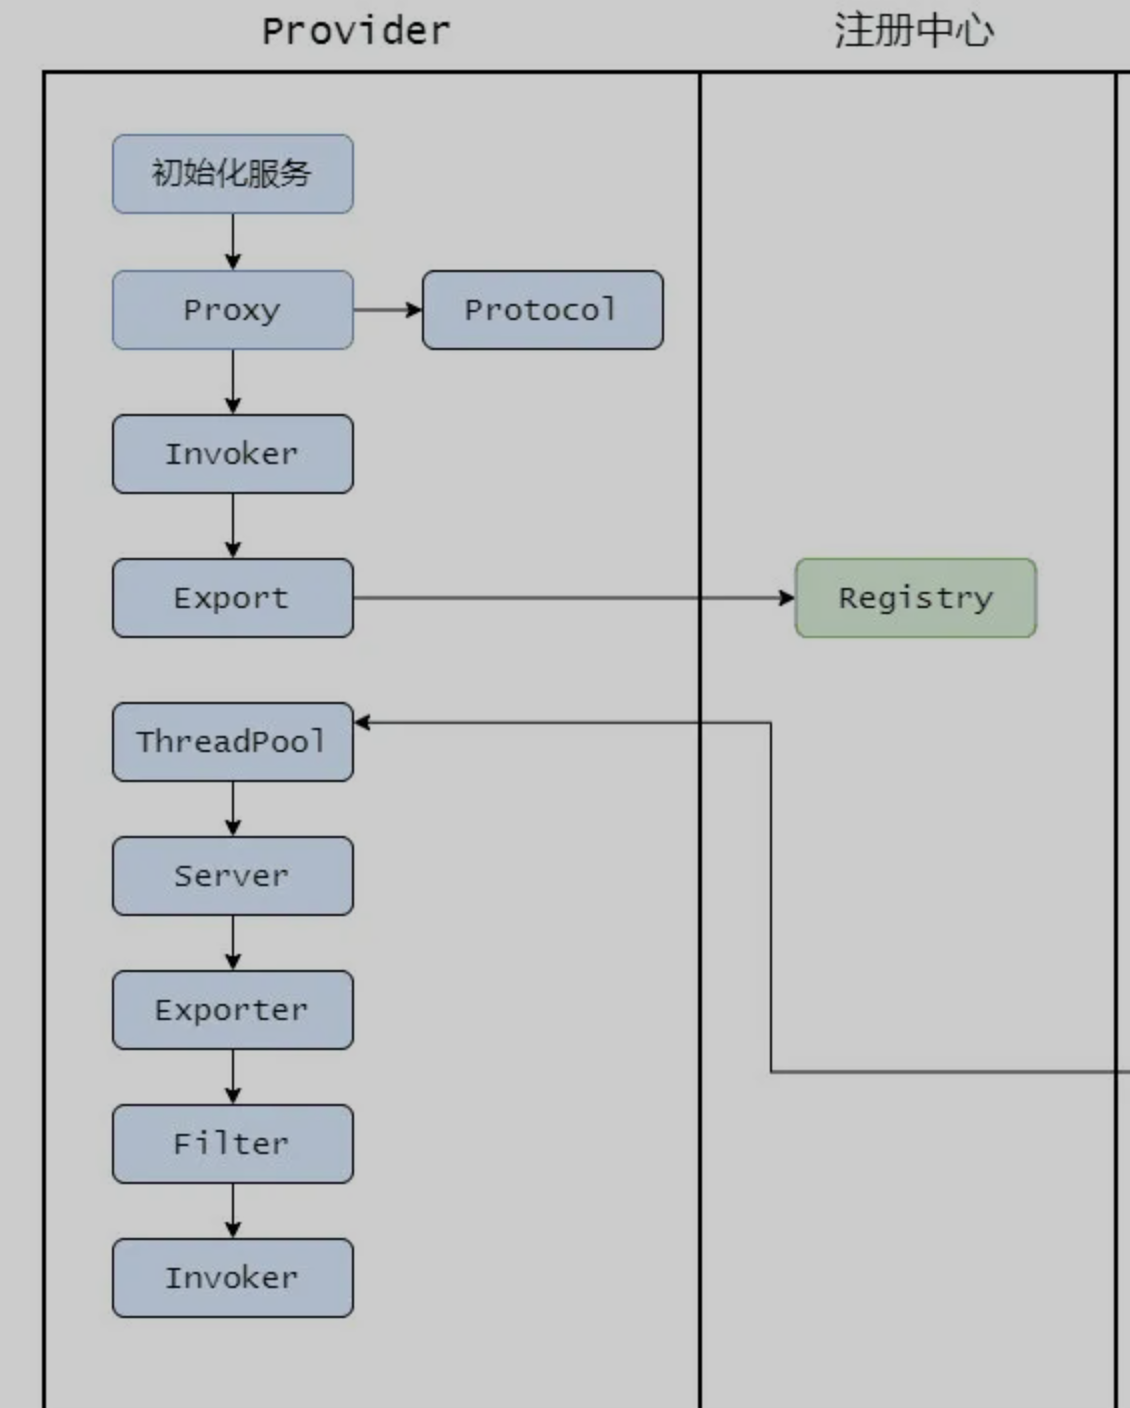 Provider
注册中心
初始化服务
Proxy
Protocol
Invoker
Export
Registry
ThreadPool
Server
Exporter
Filter
Invoker